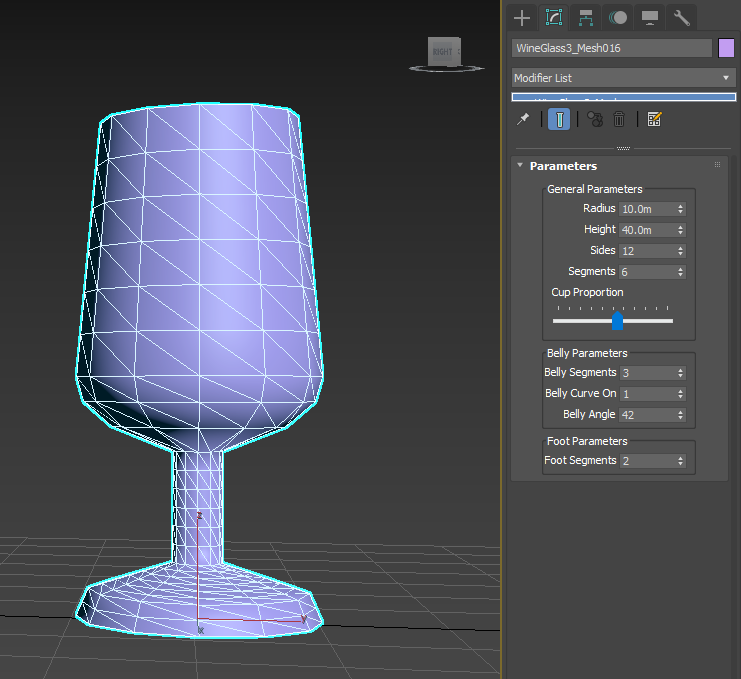 RIGHT
WineGlass3_Mesh016
Modifier List
Parameters
General Parameters
Radius 10.0m
Height 40.0m
Sides 12
Segments 6
Cup Proportion
Belly Parameters
Belly Segments 3
Belly Curve On 1
Belly Angle 42
Foot Parameters
Foot Segments 2
z
x